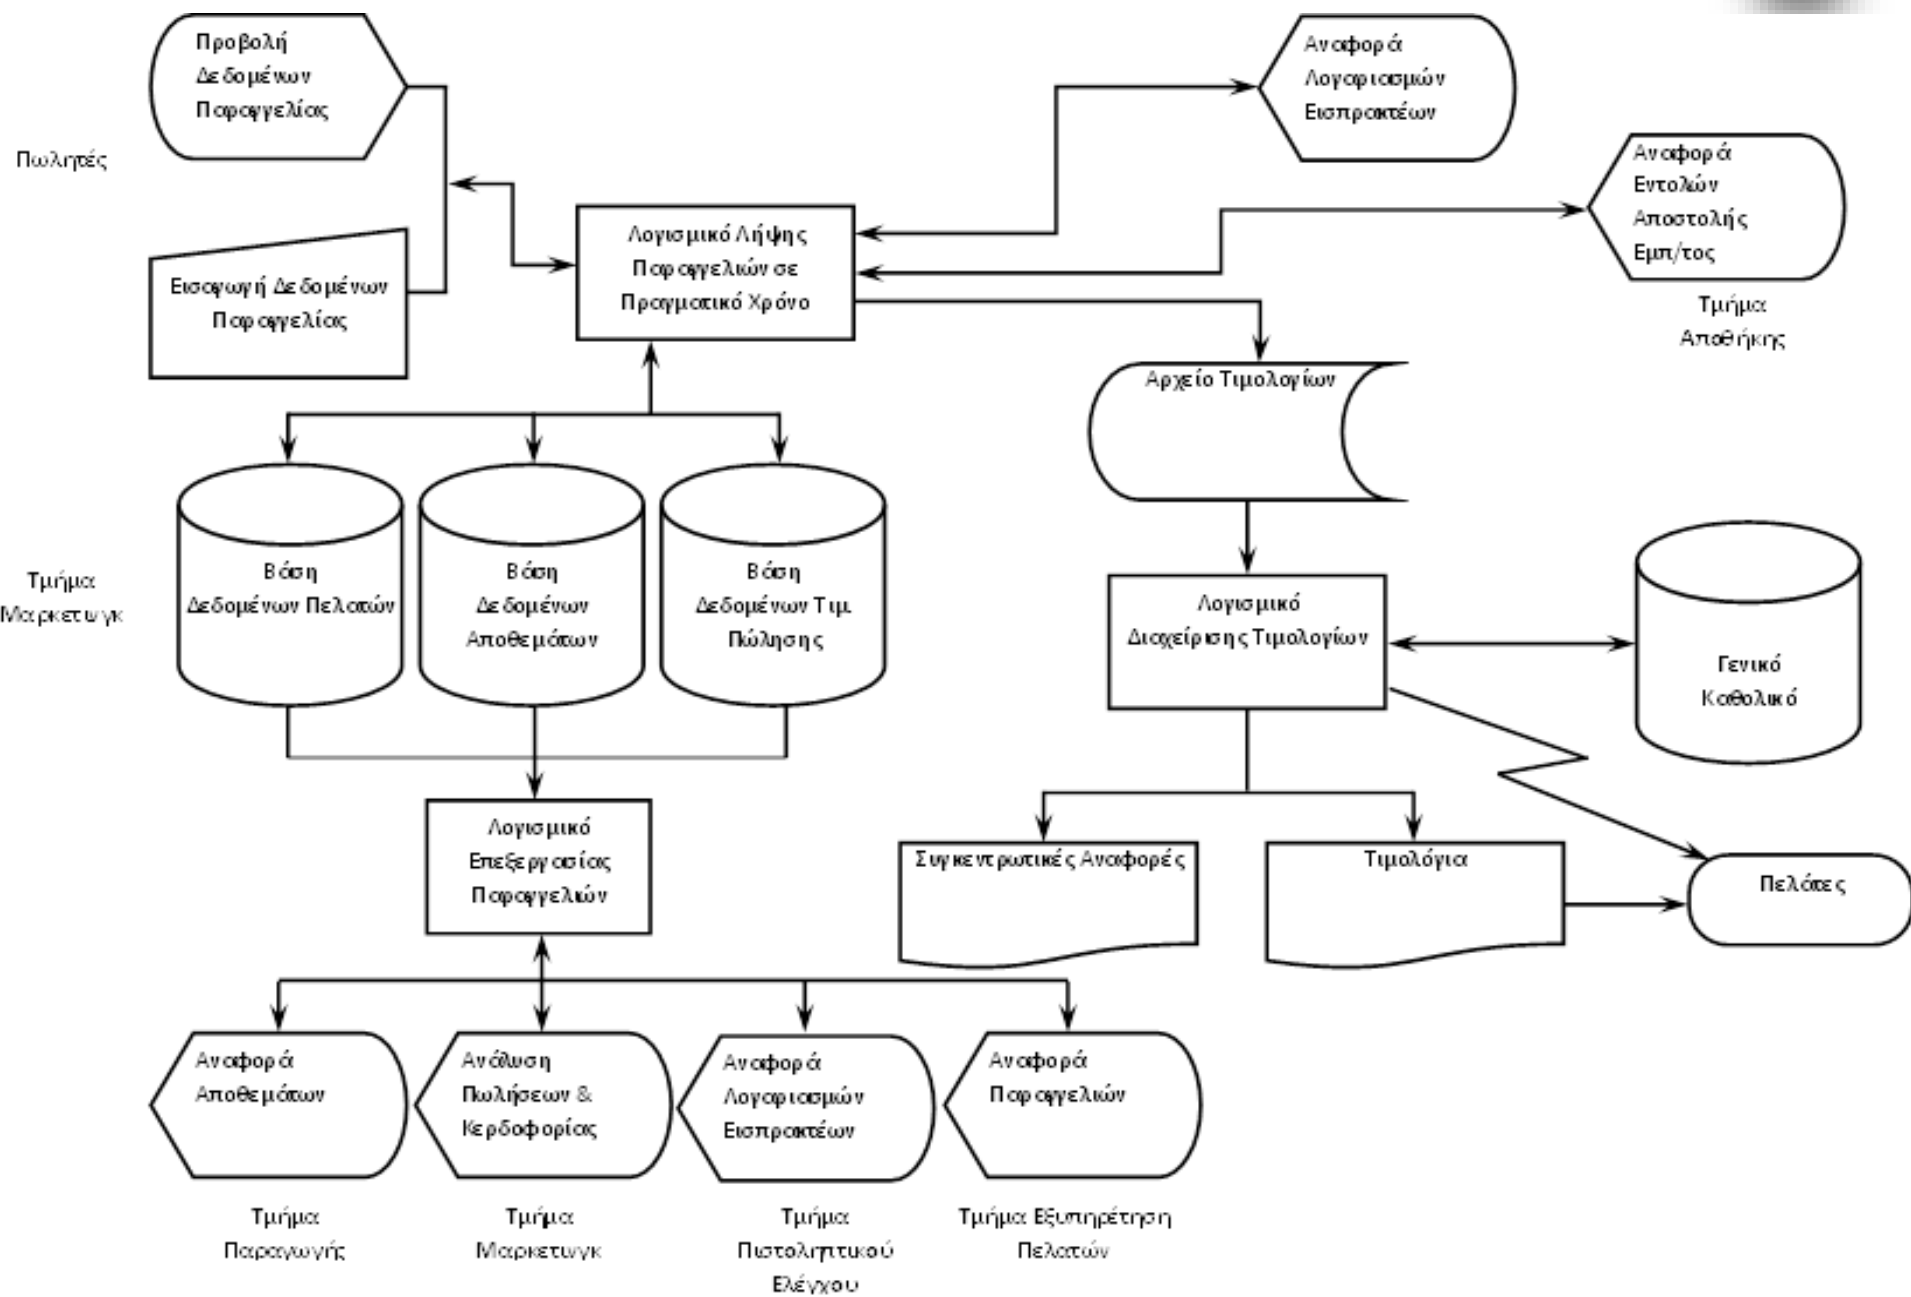 Προβολή
Δεδομένων
Παραγγελίας
Πωλητές
Εισαγωγή Δεδομένων
Παραγγελίας
Λογισμικό Λήψης
Παραγγελιών σε
Πραγματικό Χρόνο
Αναφορά
Λογαριασμών
Εισπρακτέων
Αναφορά
Εντολών
Αποστολής
Εμπ/τος
Τμήμα
Αποθήκης
Αρχείο Τιμολογίων
Τμήμα
Μαρκετινγκ
Βάση
Δεδομένων Πελατών
Βάση
Δεδομένων
Αποθεμάτων
Βάση
Δεδομένων Τιμ.
Πώλησης
Λογισμικό
Διαχείρισης Τιμολογίων
Γενικό
Καθολικό
Λογισμικό
Επεξεργασίας
Παραγγελιών
Συγκεντρωτικές Αναφορές
Τιμολόγια
Πελάτες
Αναφορά
Αποθεμάτων
Ανάλυση
Πωλήσεων &
Κερδοφορίας
Αναφορά
Λογαριασμών
Εισπρακτέων
Αναφορά
Παραγγελιών
Τμήμα
Παραγωγής
Τμήμα
Μαρκετινγκ
Τμήμα
Πιστοληπτικού
Ελέγχου
Τμήμα Εξυπηρέτηση
Πελατών